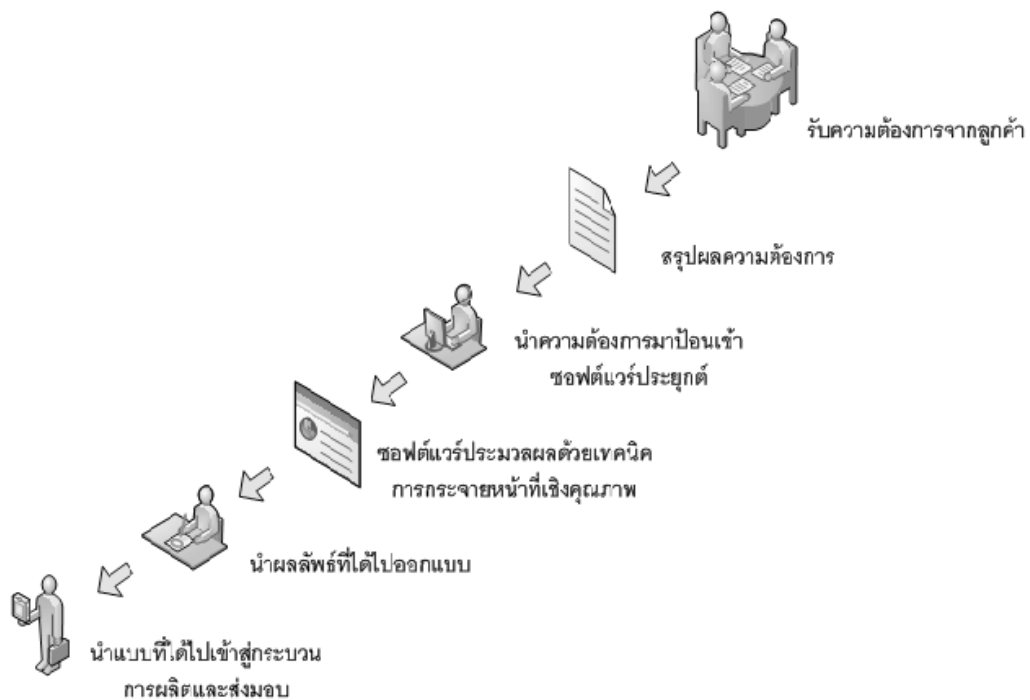 รับความต้องการจากลูกค้า
สรุปผลความต้องการ
นำความต้องการมาป้อนเข้า
ซอฟต์แวร์ประยุกต์
ซอฟต์แวร์ประมวลผลด้วยเทคนิค
การกระจายหน้าที่เชิงคุณภาพ
นำผลลัพธ์ที่ได้ไปออกแบบ
นำแบบที่ได้ไปเข้าสู่กระบวน
การผลิตและส่งมอบ